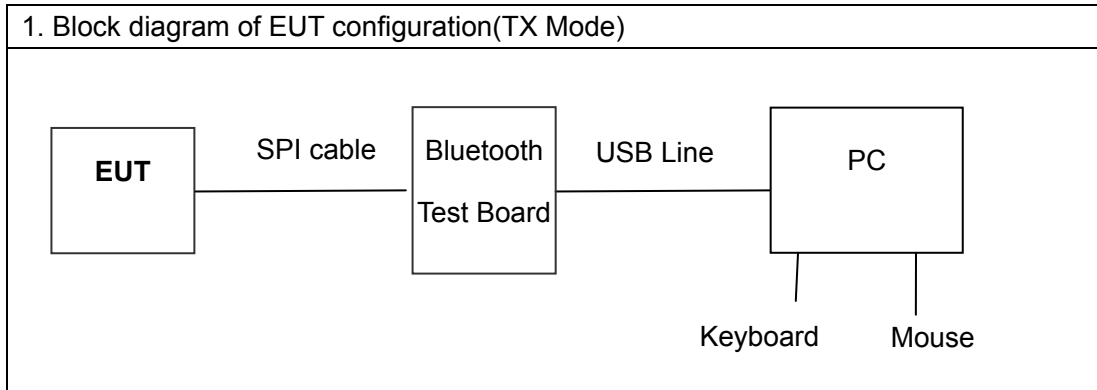 1. Block diagram of EUT configuration(TX Mode)
EUT
SPI cable
Bluetooth
Test Board
USB Line
PC
Keyboard
Mouse